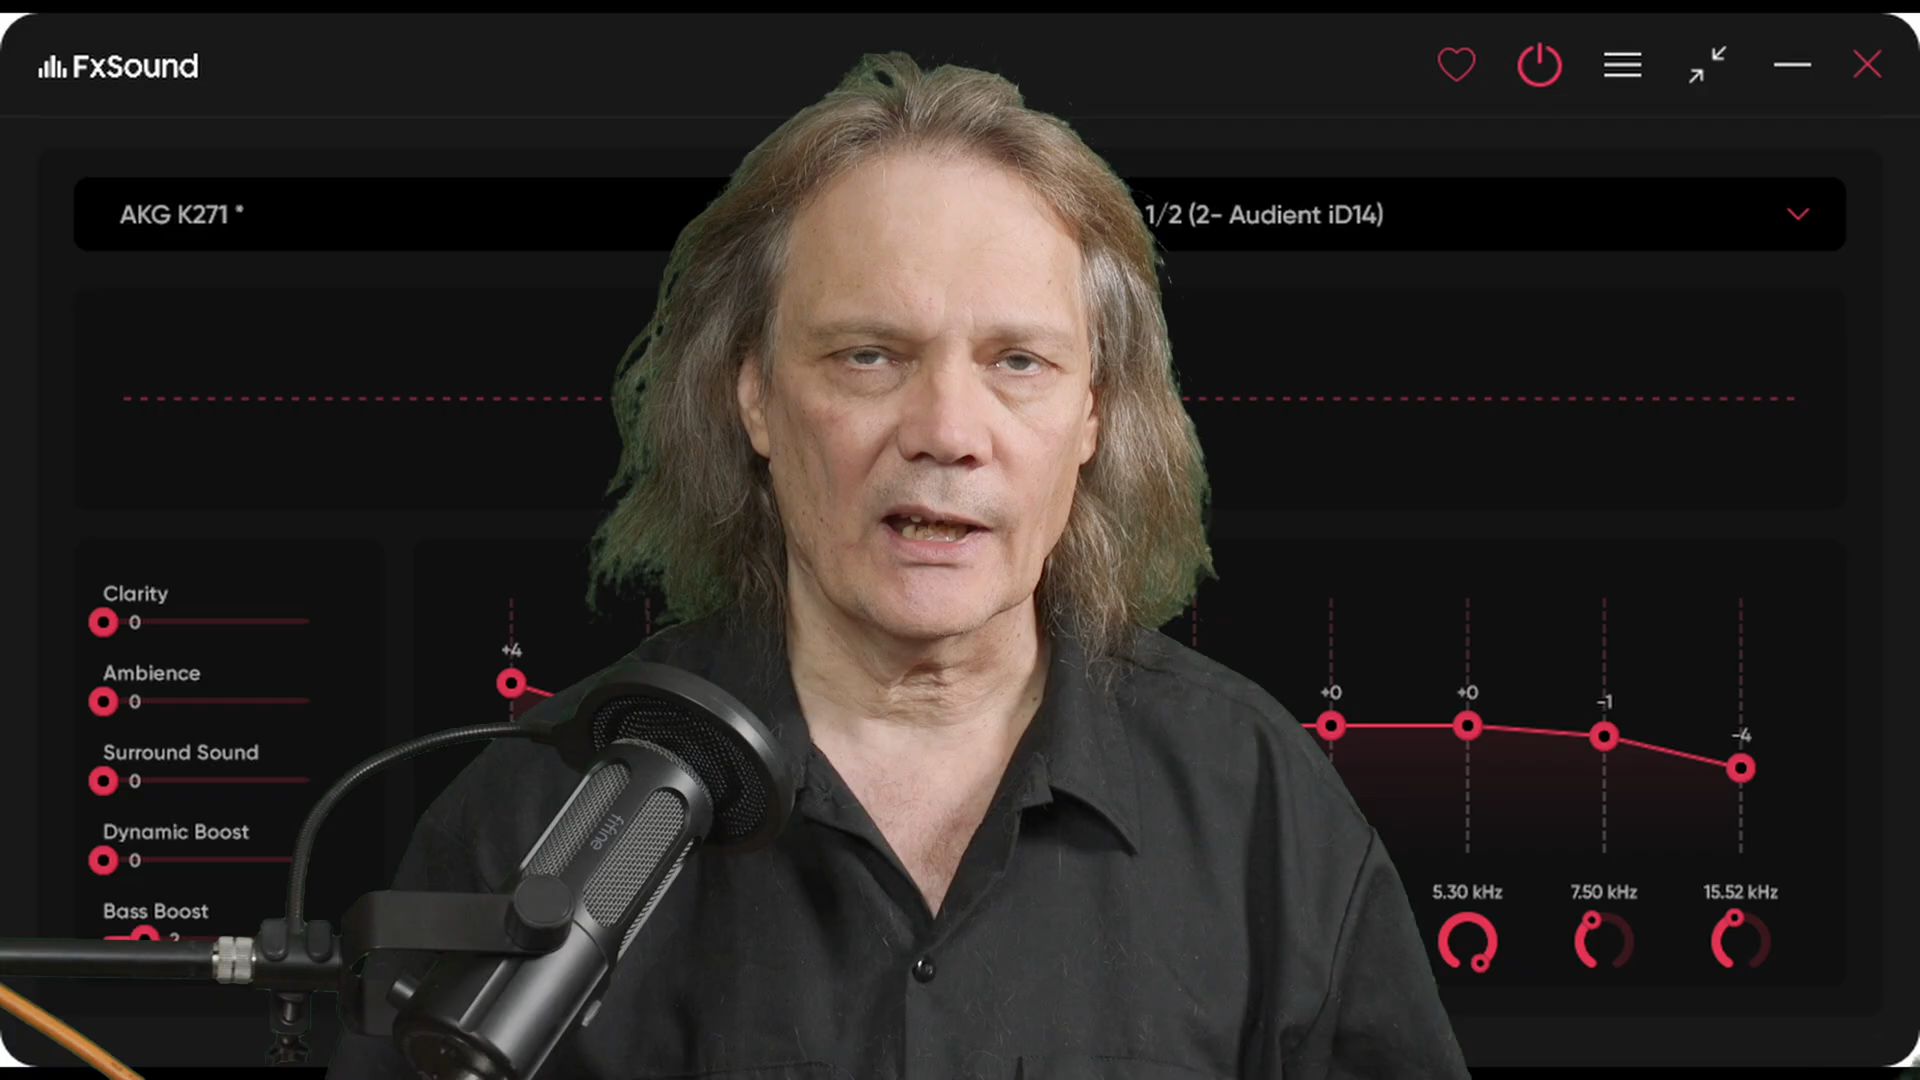 FxSound
AKG K271 *
1/2 (2- Audient iD14)
Clarity
0
Ambience
0
Surround Sound
0
Dynamic Boost
0
Bass Boost
+4
+0
+0
-1
-4
5.30 kHz
7.50 kHz
15.52 kHz
fifine